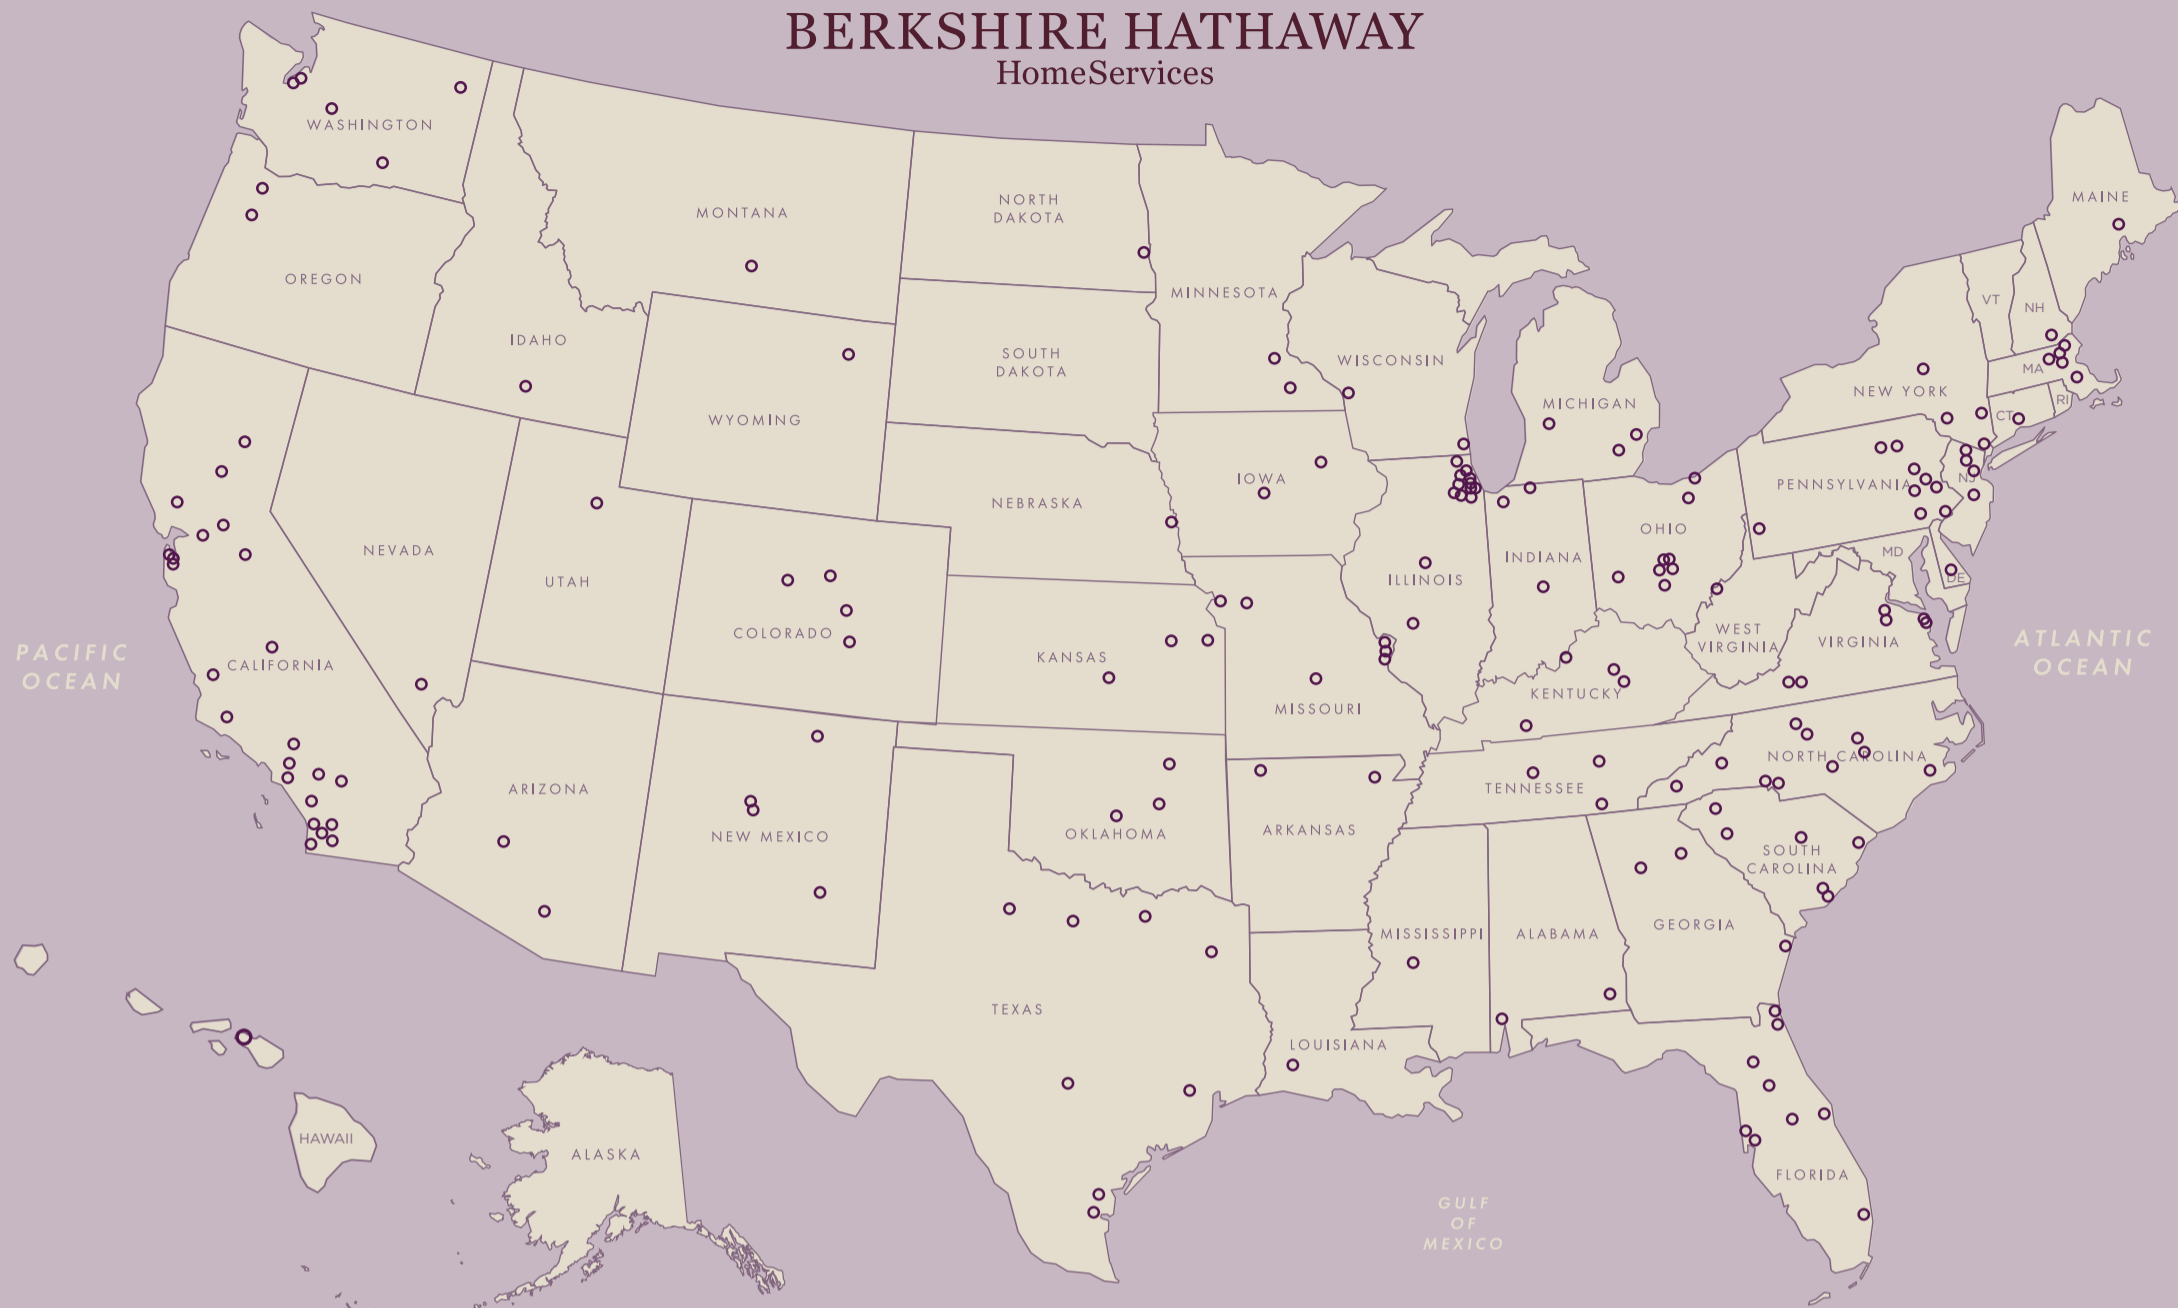 BERKSHIRE HATHAWAY
HomeServices
WASHINGTON
MAINE
MONTANA
NORTH
DAKOTA
OREGON
MINNESOTA
VT
NH
IDAHO
SOUTH
DAKOTA
WISCONSIN
MA
NEW YORK
RI
MICHIGAN
CT
WYOMING
IOWA
NEBRASKA
PENNSYLVANIA
NJ
OHIO
NEVADA
UTAH
ILLINOIS
INDIANA
MD
DE
COLORADO
WEST
VIRGINIA
VIRGINIA
PACIFIC
OCEAN
ATLANTIC
OCEAN
CALIFORNIA
KANSAS
MISSOURI
KENTUCKY
ARIZONA
NEW MEXICO
OKLAHOMA
ARKANSAS
TENNESSEE
NORTH CAROLINA
SOUTH
CAROLINA
MISSISSIPPI
ALABAMA
GEORGIA
TEXAS
LOUISIANA
HAWAII
ALASKA
FLORIDA
GULF
OF
MEXICO